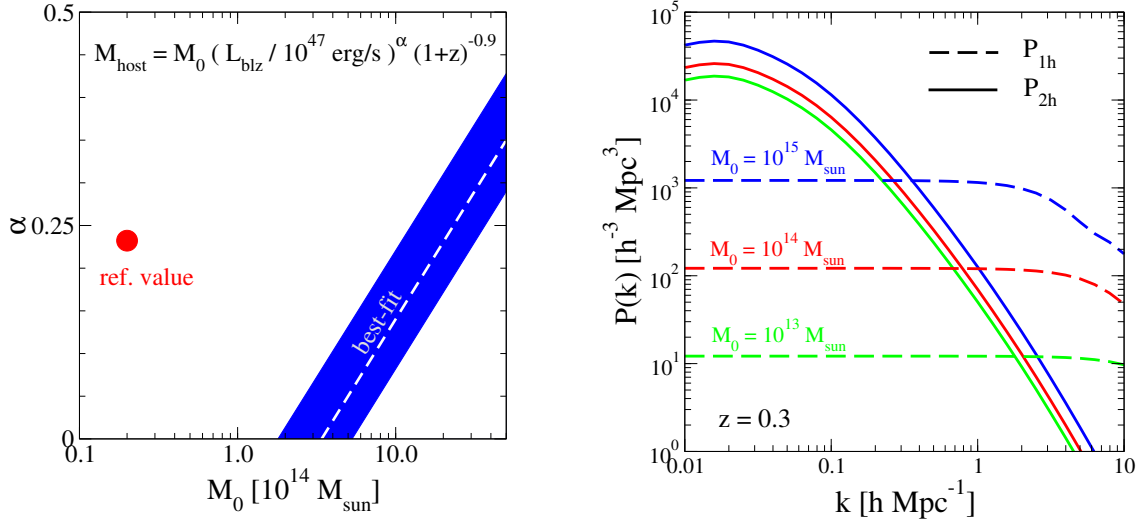 M_host = M_0 ( L_blz / 10^47 erg/s )^α (1+z)^-0.9
ref. value
best-fit
0.5
0.25
0
α
0.1
1.0
10.0
M_0 [10^14 M_sun]
P_1h
P_2h
M_0 = 10^15 M_sun
M_0 = 10^14 M_sun
M_0 = 10^13 M_sun
z = 0.3
10^5
10^4
10^3
10^2
10^1
10^0
P(k) [h^-3 Mpc^3]
0.01
0.1
1
10
k [h Mpc^-1]